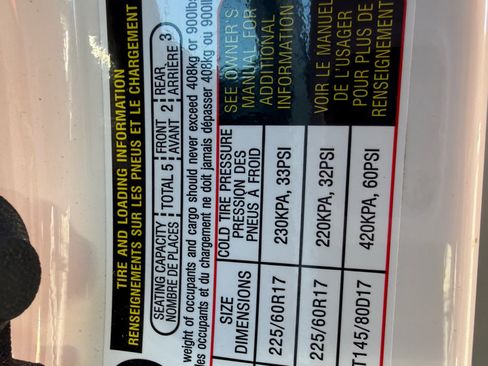 TIRE AND LOADING INFORMATION
RENSEIGNEMENTS SUR LES PNEUS ET LE CHARGEMENT
SEATING CAPACITY TOTAL 5 FRONT 2 REAR 3
NOMBRE DE PLACES AVANT ARRIÈRE
weight of occupants and cargo should never exceed 408kg or 900lb
des occupants et du chargement ne doit jamais dépasser 408kg ou 900l
SIZE COLD TIRE PRESSURE SEE OWNER'S
DIMENSIONS PRESSION DES MANUAL FOR
PNEUS À FROID ADDITIONAL
INFORMATION
225/60R17 230KPA, 33PSI
225/60R17 220KPA, 32PSI VOIR LE MANUEL
DE L'USAGER
T145/80D17 420KPA, 60PSI POUR PLUS DE
RENSEIGNEMENT